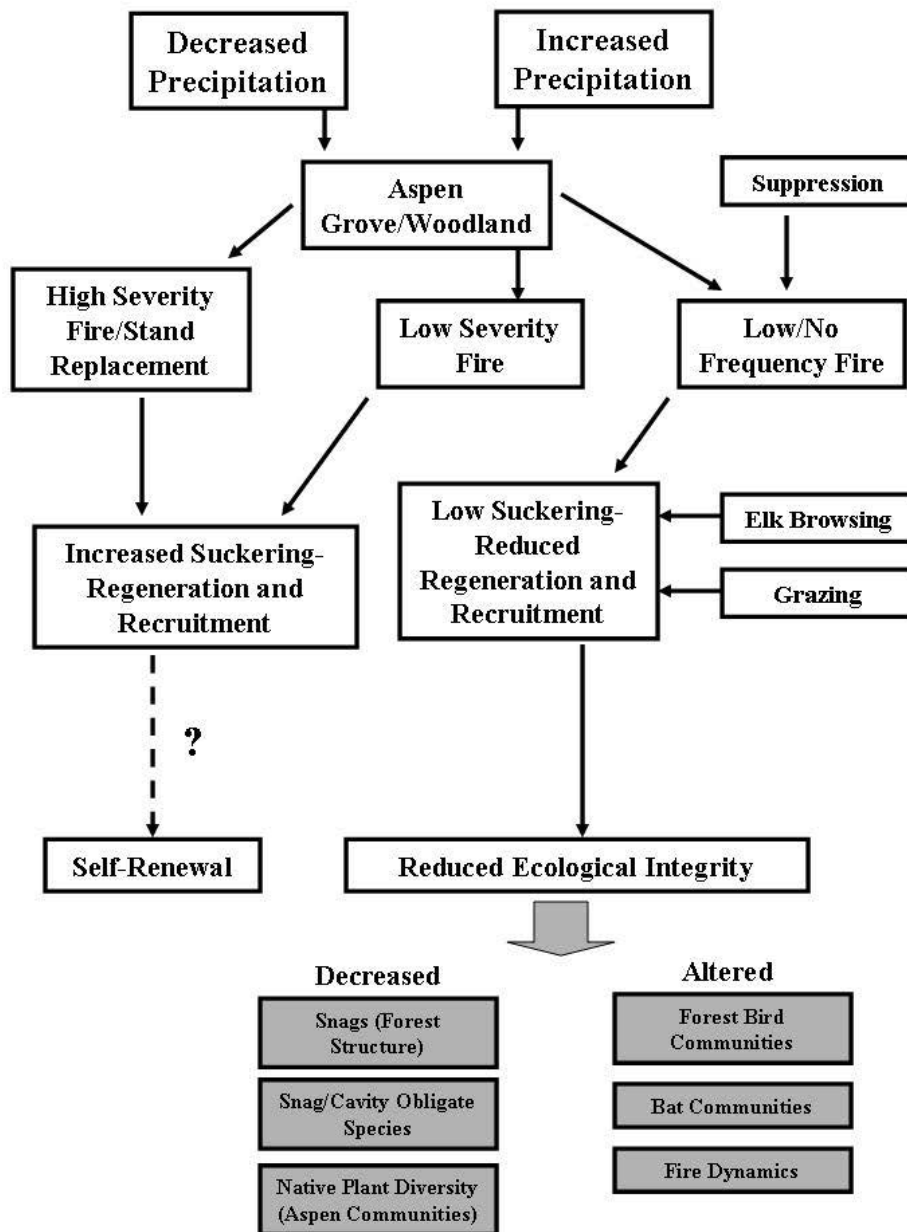 Decreased
Precipitation
Increased
Precipitation
Aspen
Grove/Woodland
Suppression
High Severity
Fire/Stand
Replacement
Low Severity
Fire
Low/No
Frequency Fire
Increased Suckering-
Regeneration and
Recruitment
Low Suckering-
Reduced
Regeneration and
Recruitment
Elk Browsing
Grazing
?
Self-Renewal
Reduced Ecological Integrity
Decreased
Snags (Forest
Structure)
Snag/Cavity Obligate
Species
Native Plant Diversity
(Aspen Communities)
Altered
Forest Bird
Communities
Bat Communities
Fire Dynamics